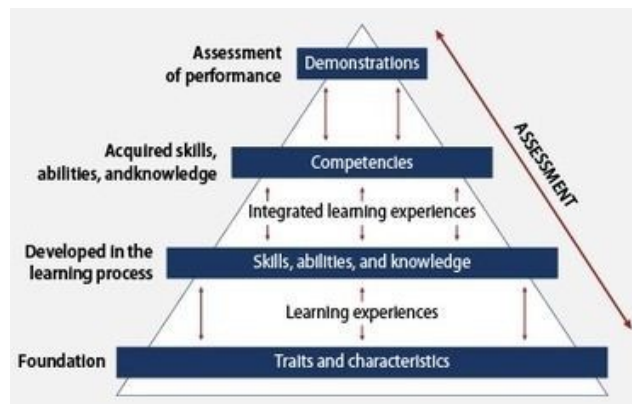 Assessment
of performance
Demonstrations
Acquired skills,
abilities, andknowledge
Competencies
ASSESSMENT
Integrated learning experiences
Developed in the
learning process
Skills, abilities, and knowledge
Learning experiences
Foundation
Traits and characteristics